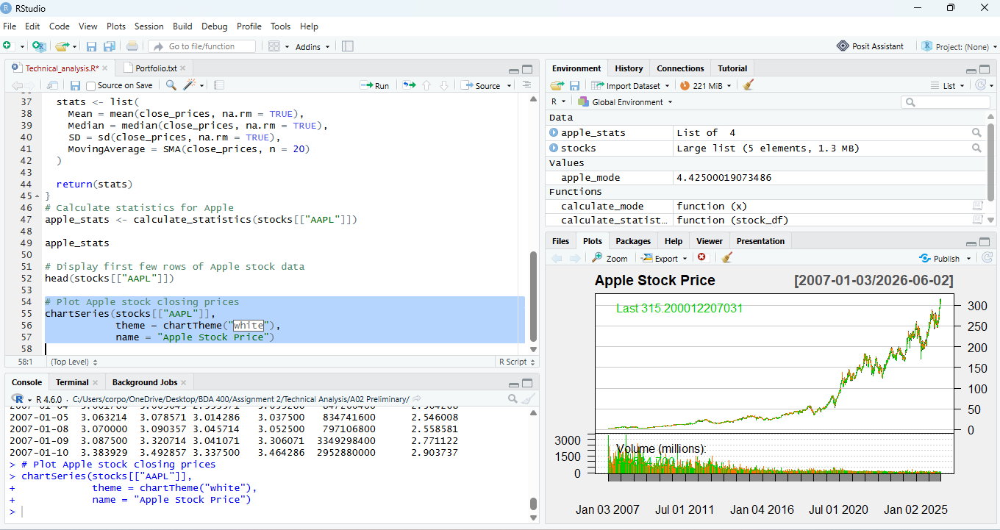 RStudio
File Edit Code View Plots Session Build Debug Profile Tools Help
Go to file/function Addins Posit Assistant Project: (None)
Technical_analysis.R* Portfolio.txt
Source on Save Run Source
37 stats <- list(
38 Mean = mean(close_prices, na.rm = TRUE),
39 Median = median(close_prices, na.rm = TRUE),
40 SD = sd(close_prices, na.rm = TRUE),
41 MovingAverage = SMA(close_prices, n = 20)
42 )
43
44 return(stats)
45 }
46 # Calculate statistics for Apple
47 apple_stats <- calculate_statistics(stocks[["AAPL"]])
48
49 apple_stats
50
51 # Display first few rows of Apple stock data
52 head(stocks[["AAPL"]])
53
54 # Plot Apple stock closing prices
55 chartSeries(stocks[["AAPL"]],
56 theme = chartTheme("white"),
57 name = "Apple Stock Price")
58
58:1 (Top Level) R Script
Console Terminal Background Jobs
R 4.6.0 · C:/Users/corpo/OneDrive/Desktop/BDA 400/Assignment 2/Technical Analysis/A02 Preliminary/
2007-01-05 3.063214 3.078571 3.014286 3.037500 834741600 2.546008
2007-01-08 3.070000 3.090357 3.045714 3.052500 797106800 2.558581
2007-01-09 3.087500 3.320714 3.041071 3.306071 3349298400 2.771122
2007-01-10 3.383929 3.492857 3.337500 3.464286 2952880000 2.903737
> # Plot Apple stock closing prices
> chartSeries(stocks[["AAPL"]],
+ theme = chartTheme("white"),
+ name = "Apple Stock Price")
>
Environment History Connections Tutorial
Import Dataset 221 MiB List
R Global Environment
Data
apple_stats List of 4
stocks Large list (5 elements, 1.3 MB)
Values
apple_mode 4.42500019073486
Functions
calculate_mode function (x)
calculate_statist… function (stock_df)
Files Plots Packages Help Viewer Presentation
Zoom Export Publish
Apple Stock Price [2007-01-03/2026-06-02]
Last 315.200012207031
300
250
200
150
100
50
0
Volume (millions):
3000
1500
0
Jan 03 2007 Jul 01 2011 Jan 04 2016 Jul 01 2020 Jan 02 2025